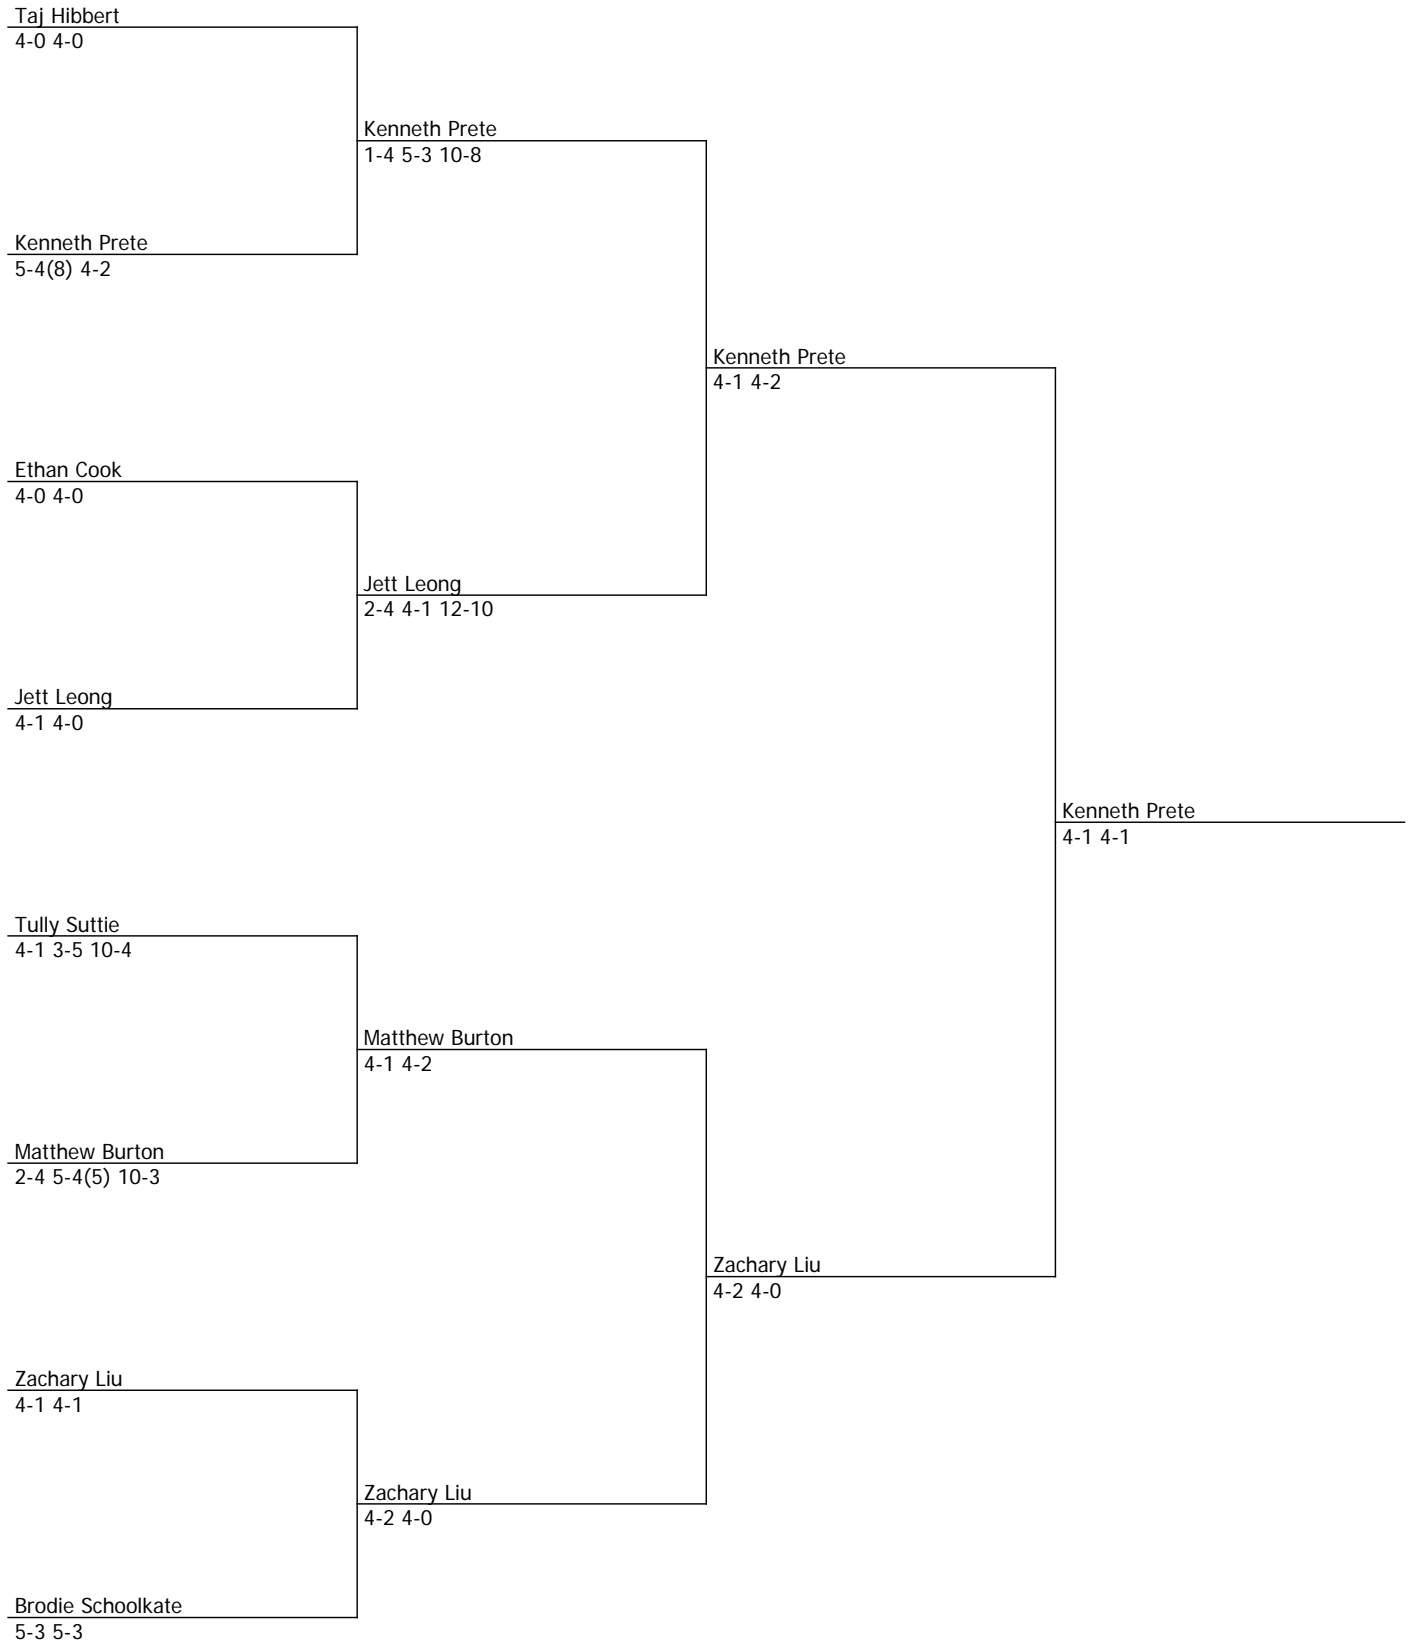 Taj Hibbert
4-0 4-0
Kenneth Prete
1-4 5-3 10-8
Kenneth Prete
5-4(8) 4-2
Kenneth Prete
4-1 4-2
Ethan Cook
4-0 4-0
Jett Leong
2-4 4-1 12-10
Jett Leong
4-1 4-0
Kenneth Prete
4-1 4-1
Tully Suttie
4-1 3-5 10-4
Matthew Burton
4-1 4-2
Matthew Burton
2-4 5-4(5) 10-3
Zachary Liu
4-2 4-0
Zachary Liu
4-1 4-1
Zachary Liu
4-2 4-0
Brodie Schoolkate
5-3 5-3